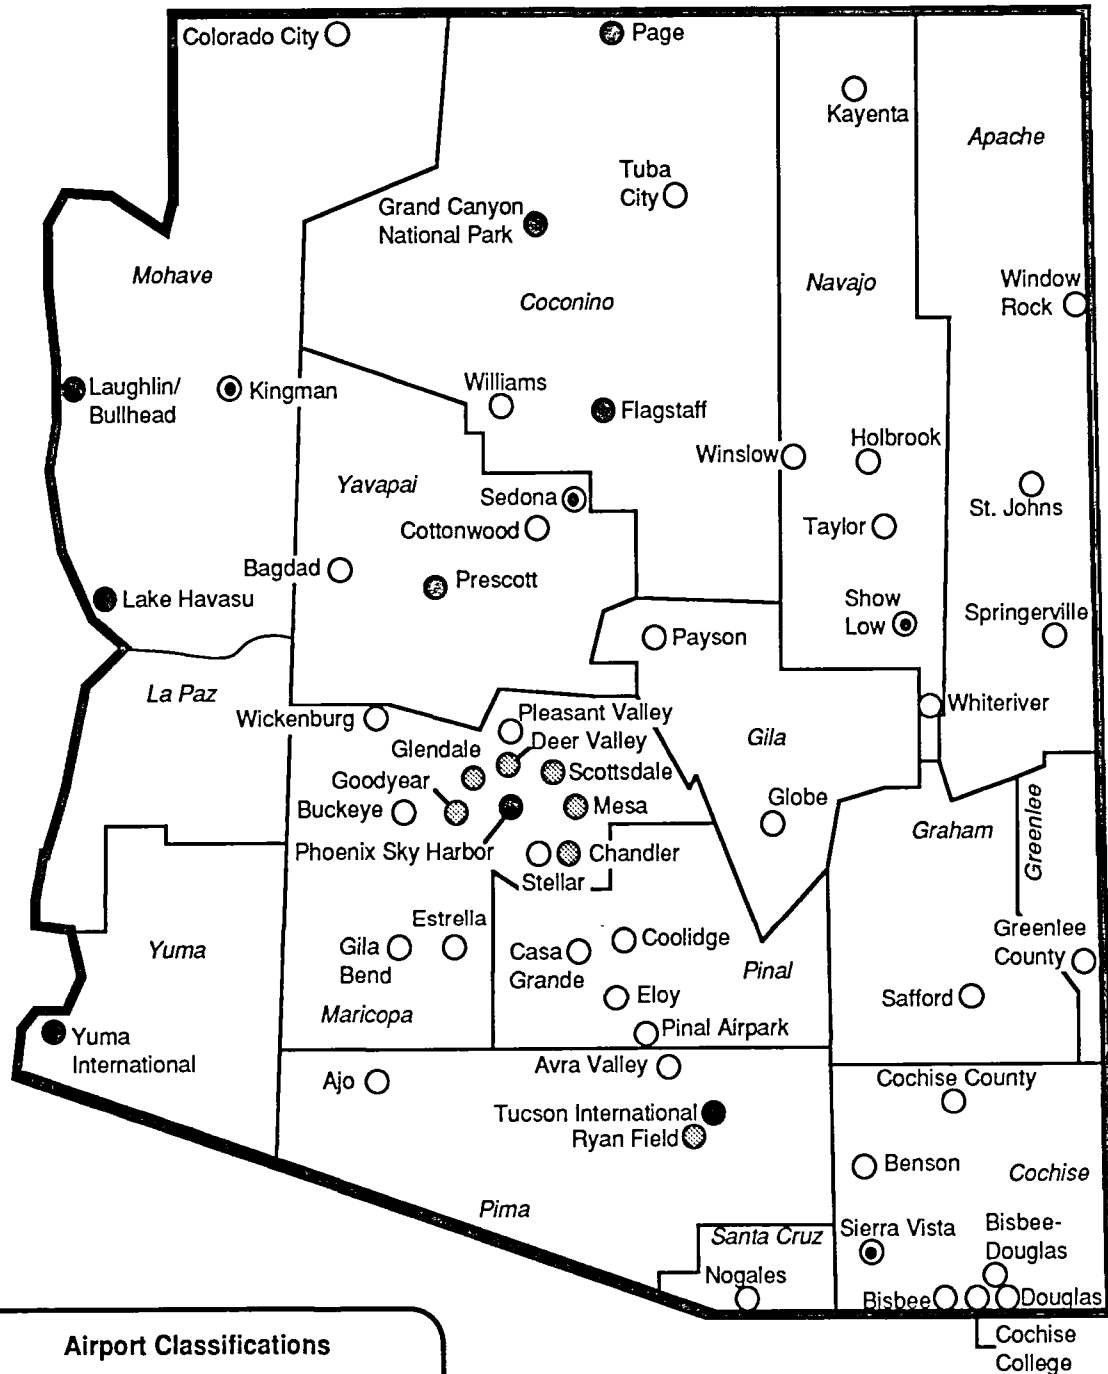 Colorado City
Page
Kayenta
Apache
Tuba
City
Grand Canyon
National Park
Mohave
Navajo
Window
Rock
Coconino
Laughlin/
Bullhead
Kingman
Williams
Flagstaff
Winslow
Holbrook
Yavapai
Sedona
St. Johns
Cottonwood
Taylor
Bagdad
Prescott
Lake Havasu
Show
Low
Springerville
Payson
La Paz
Wickenburg
Pleasant Valley
Whiteriver
Gila
Glendale
Deer Valley
Goodyear
Scottsdale
Buckeye
Mesa
Globe
Graham
Greenlee
Phoenix Sky Harbor
Chandler
Stellar
Estrella
Gila
Bend
Yuma
Casa
Grande
Coolidge
Pinal
Greenlee
County
Eloy
Safford
Maricopa
Pinal Airpark
Yuma
International
Avra Valley
Ajo
Cochise County
Tucson International
Ryan Field
Benson
Cochise
Pima
Santa Cruz
Sierra Vista
Bisbee-
Douglas
Nogales
Bisbee
Douglas
Cochise
College
Airport Classifications